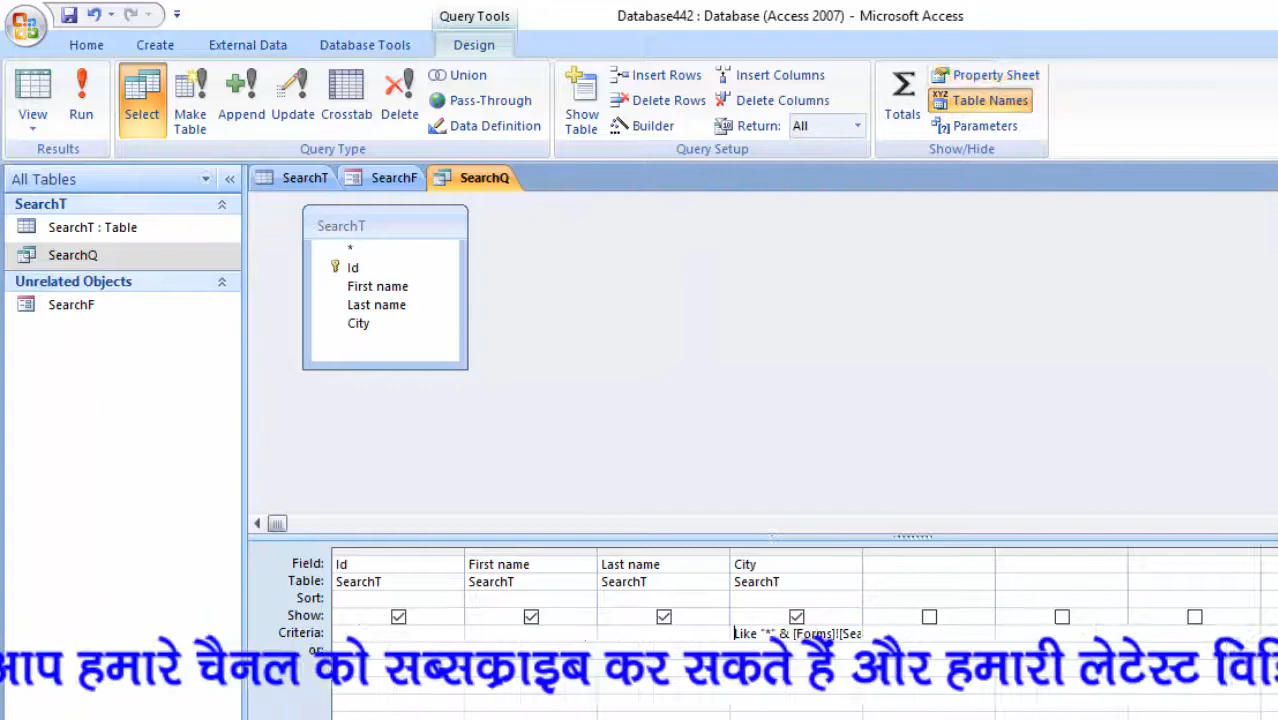 Query Tools
Database442 : Database (Access 2007) - Microsoft Access
Home Create External Data Database Tools Design
View Run Select Make Table Append Update Crosstab Delete
Union
Pass-Through
Data Definition
Show Table
Insert Rows
Delete Rows
Builder
Insert Columns
Delete Columns
Return: All
Totals
Property Sheet
Table Names
Parameters
Results Query Type Query Setup Show/Hide
All Tables
SearchT
SearchT : Table
SearchQ
Unrelated Objects
SearchF
SearchT SearchF SearchQ
SearchT
*
Id
First name
Last name
City
Field: Id First name Last name City
Table: SearchT SearchT SearchT SearchT
Sort:
Show:
Criteria: Like "*" & [Forms]![Sea
or:
आप हमारे चैनल को सब्सक्राइब कर सकते हैं और हमारी लेटेस्ट